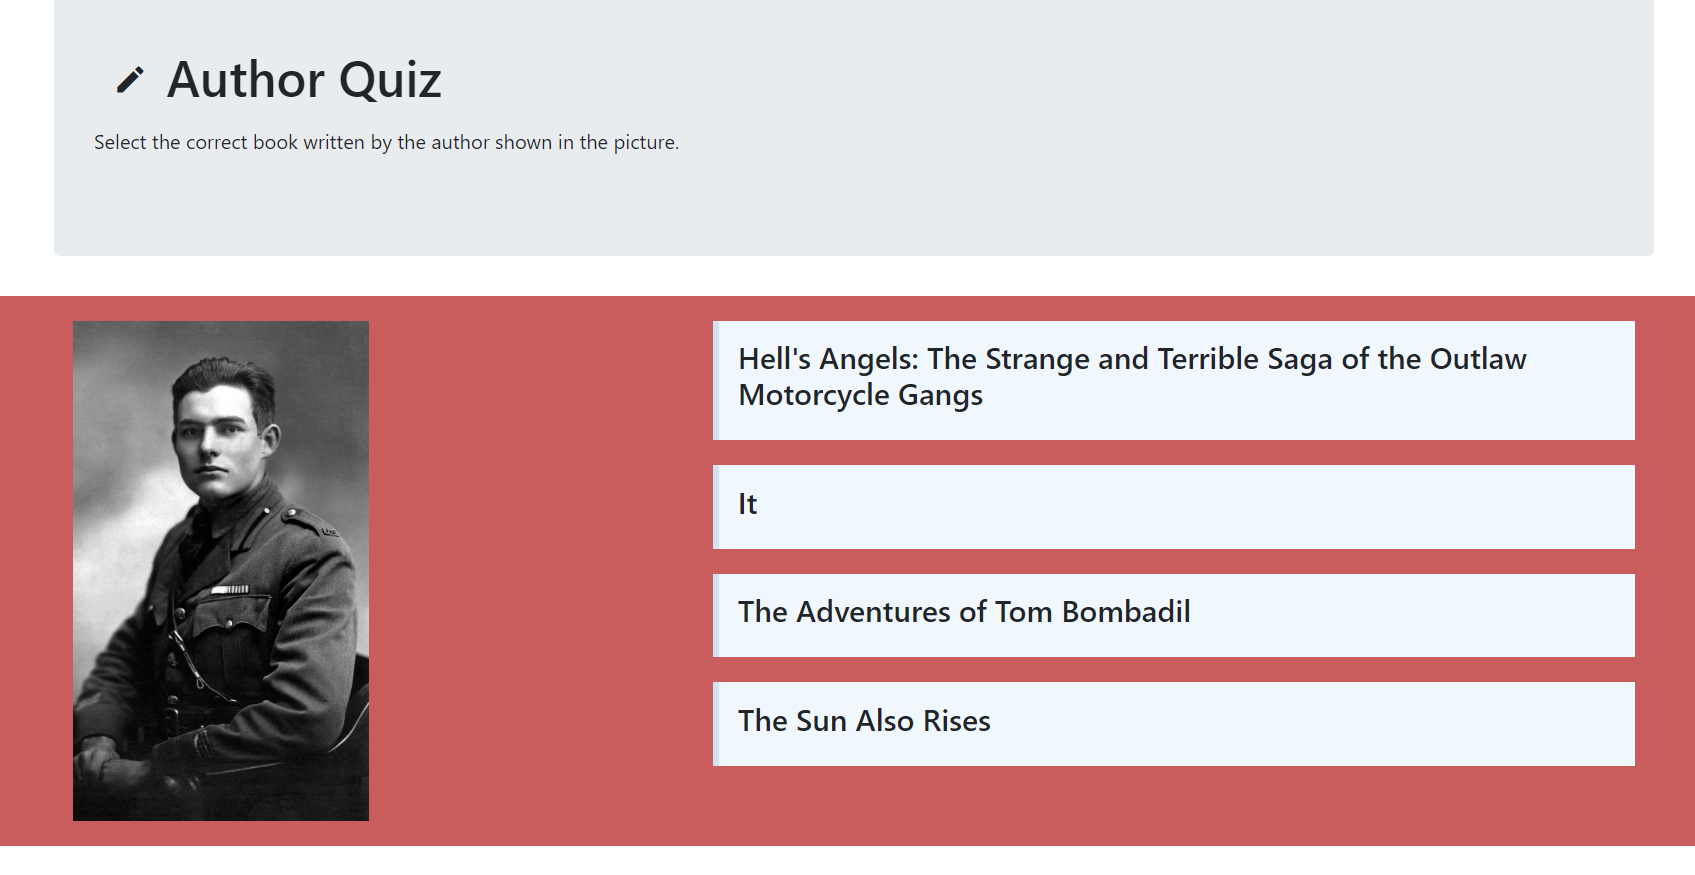 Author Quiz
Select the correct book written by the author shown in the picture.
Hell's Angels: The Strange and Terrible Saga of the Outlaw
Motorcycle Gangs
It
The Adventures of Tom Bombadil
The Sun Also Rises